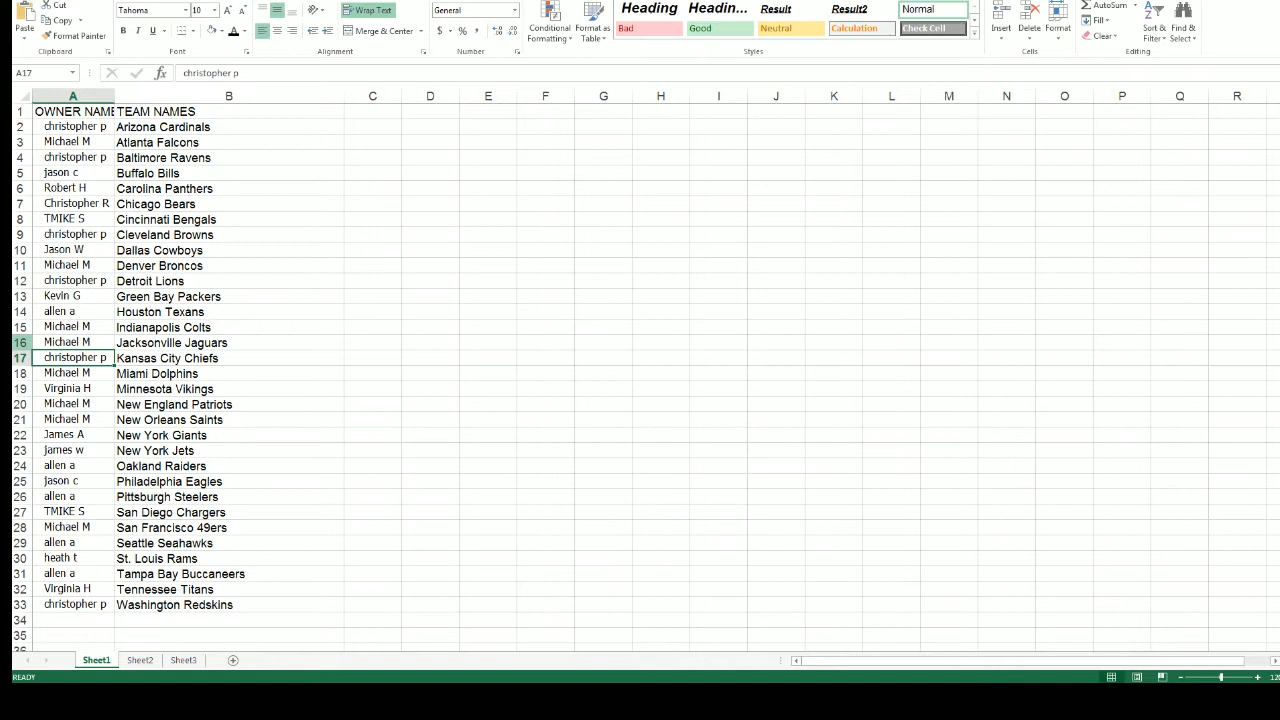 Cut
Paste
Format Painter
Clipboard
Tahoma 10
B I U
Font
Wrap Text
Merge & Center
Alignment
General
$ % ,
Number
Conditional Formatting
Format as Table
Heading Headin... Result Result2 Normal
Bad Good Neutral Calculation Check Cell
Styles
Insert Delete Format
Cells
AutoSum
Fill
Clear
Sort & Filter
Find & Select
Editing
A17 fx christopher p
A B C D E F G H I J K L M N O P Q R
1 OWNER NAME TEAM NAMES
2 christopher p Arizona Cardinals
3 Michael M Atlanta Falcons
4 christopher p Baltimore Ravens
5 jason c Buffalo Bills
6 Robert H Carolina Panthers
7 Christopher R Chicago Bears
8 TMIKE S Cincinnati Bengals
9 christopher p Cleveland Browns
10 Jason W Dallas Cowboys
11 Michael M Denver Broncos
12 christopher p Detroit Lions
13 Kevin G Green Bay Packers
14 allen a Houston Texans
15 Michael M Indianapolis Colts
16 Michael M Jacksonville Jaguars
17 christopher p Kansas City Chiefs
18 Michael M Miami Dolphins
19 Virginia H Minnesota Vikings
20 Michael M New England Patriots
21 Michael M New Orleans Saints
22 James A New York Giants
23 james w New York Jets
24 allen a Oakland Raiders
25 jason c Philadelphia Eagles
26 allen a Pittsburgh Steelers
27 TMIKE S San Diego Chargers
28 Michael M San Francisco 49ers
29 allen a Seattle Seahawks
30 heath t St. Louis Rams
31 allen a Tampa Bay Buccaneers
32 Virginia H Tennessee Titans
33 christopher p Washington Redskins
34
35
Sheet1 Sheet2 Sheet3
READY